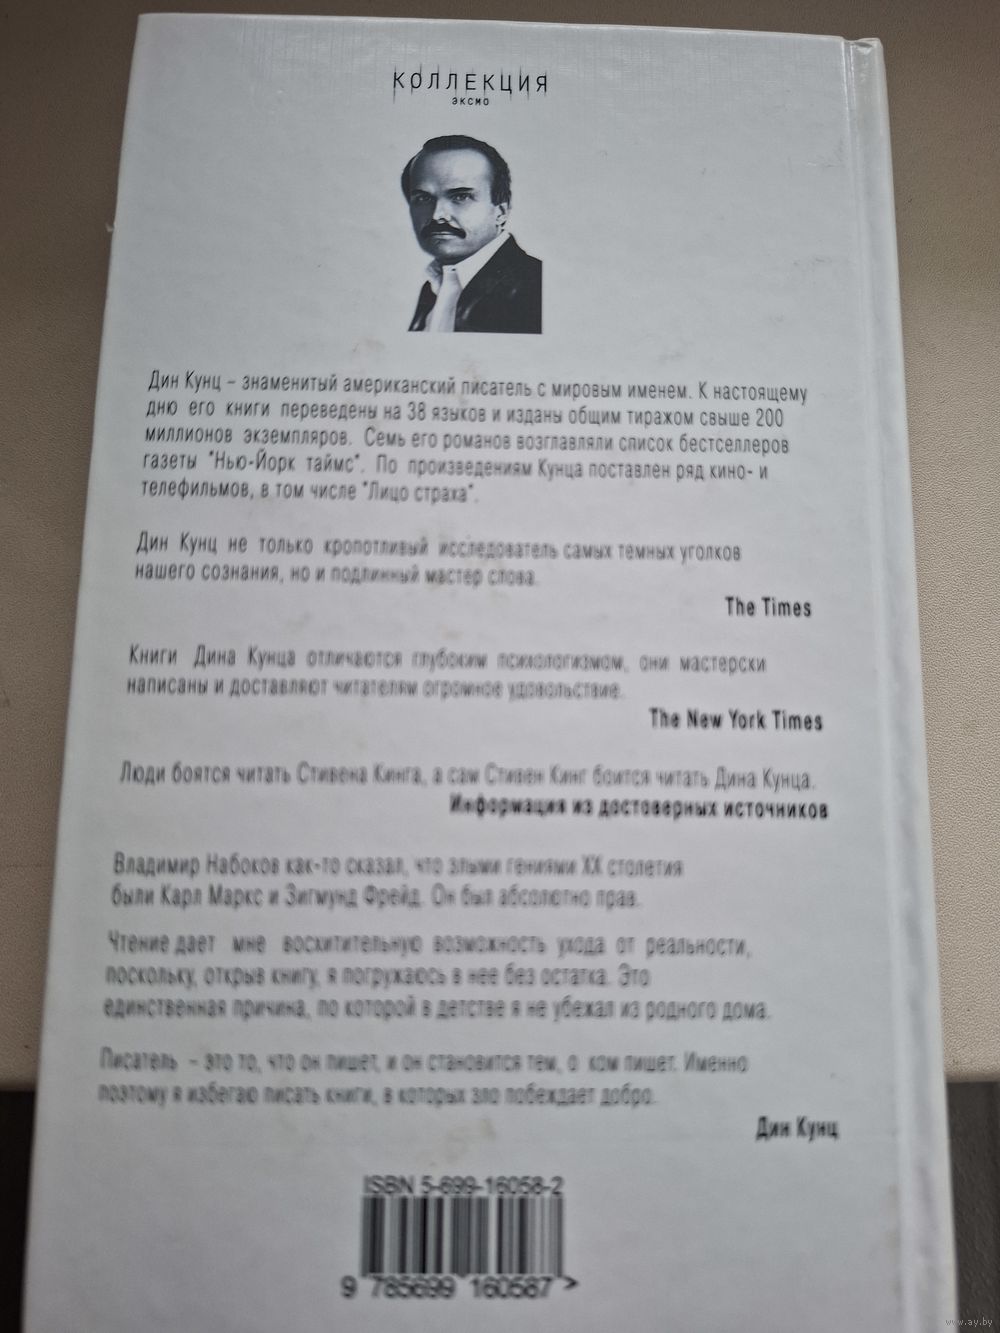 КОЛЛЕКЦИЯ
ЭКСМО
Дин Кунц – знаменитый американский писатель с мировым именем. К настоящему
дню его книги переведены на 38 языков и изданы общим тиражом свыше 200
миллионов экземпляров. Семь его романов возглавляли список бестселлеров
газеты "Нью-Йорк таймс". По произведениям Кунца поставлен ряд кино- и
телефильмов, в том числе "Лицо страха".
Дин Кунц не только кропотливый исследователь самых темных уголков
нашего сознания, но и подлинный мастер слова.
The Times
Книги Дина Кунца отличаются глубоким психологизмом, они мастерски
написаны и доставляют читателям огромное удовольствие.
The New York Times
Люди боятся читать Стивена Кинга, а сам Стивен Кинг боится читать Дина Кунца.
Информация из достоверных источников
Владимир Набоков как-то сказал, что злыми гениями XX столетия
были Карл Маркс и Зигмунд Фрейд. Он был абсолютно прав.
Чтение дает мне восхитительную возможность ухода от реальности,
поскольку, открыв книгу, я погружаюсь в нее без остатка. Это
единственная причина, по которой в детстве я не убежал из родного дома.
Писатель – это то, что он пишет, и он становится тем, о ком пишет. Именно
поэтому я избегаю писать книги, в которых зло побеждает добро.
Дин Кунц
ISBN 5-699-16058-2
9 785699 160587 >
www.ay.by